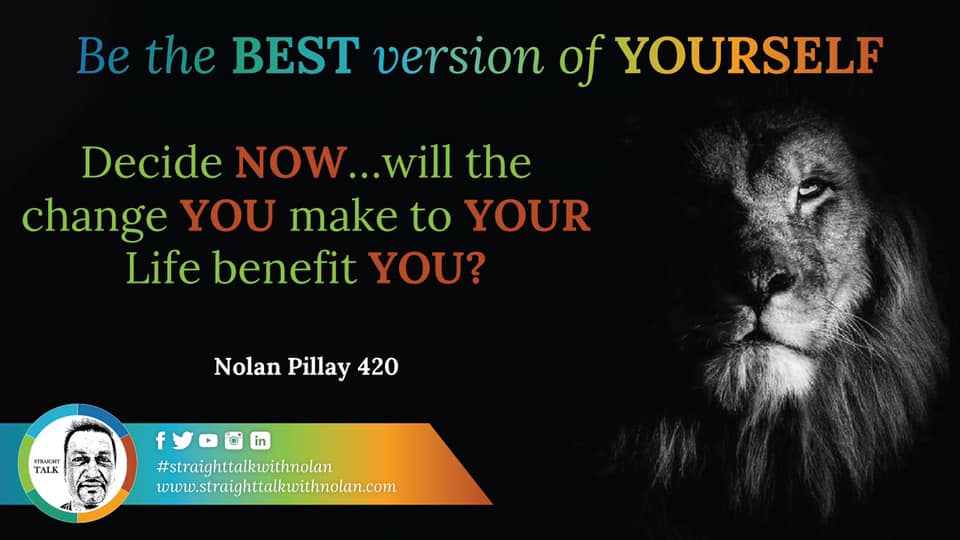 Be the BEST version of YOURSELF
Decide NOW...will the
change YOU make to YOUR
Life benefit YOU?
Nolan Pillay 420
STRAIGHT
TALK
#straighttalkwithnolan
www.straighttalkwithnolan.com